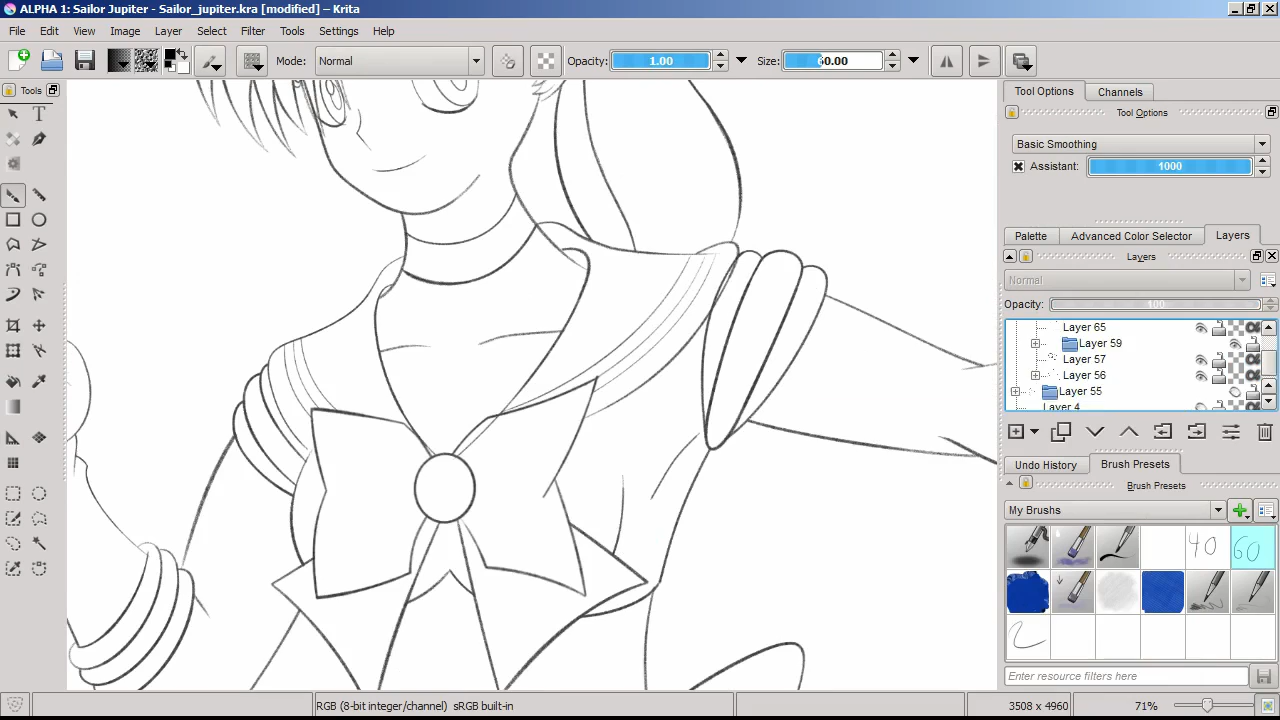 ALPHA 1: Sailor Jupiter - Sailor_jupiter.kra [modified] – Krita
File Edit View Image Layer Select Filter Tools Settings Help
Mode: Normal Opacity: 1.00 Size: 60.00
Tools
T
Tool Options Channels
Tool Options
Basic Smoothing
Assistant: 1000
Palette Advanced Color Selector Layers
Layers
Normal
Opacity: 100
Layer 65
Layer 59
Layer 57
Layer 56
Layer 55
Layer 4
Undo History Brush Presets
Brush Presets
My Brushes
40 60
Enter resource filters here
RGB (8-bit integer/channel) sRGB built-in 3508 x 4960 71%